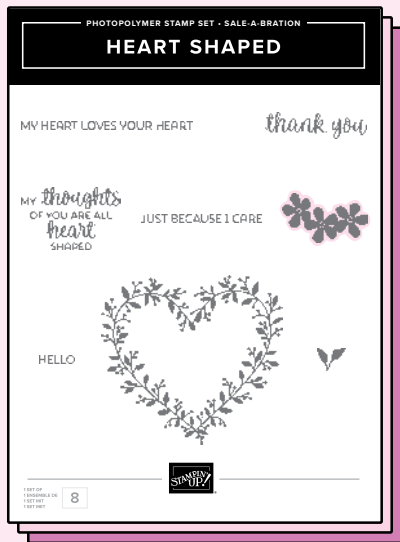 PHOTOPOLYMER STAMP SET • SALE-A-BRATION
HEART SHAPED
MY HEART LOVES YOUR HEART
thank you
MY thoughts
OF YOU ARE ALL
heart
SHAPED
JUST BECAUSE I CARE
HELLO
STAMPIN' UP!
1 SET OF
1 ENSEMBLE DE
1 SET MIT
1 SET MET
8